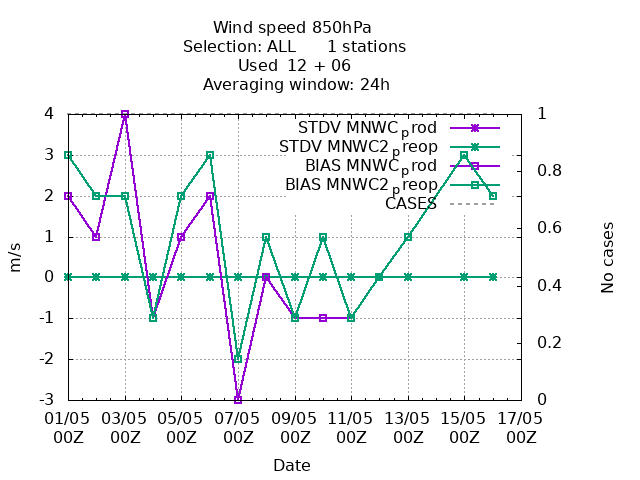 Wind speed 850hPa
Selection: ALL 1 stations
Used 12 + 06
Averaging window: 24h
STDV MNWC_prod
STDV MNWC2_preop
BIAS MNWC_prod
BIAS MNWC2_preop
CASES
4
3
2
1
0
-1
-2
-3
m/s
1
0.8
0.6
0.4
0.2
0
No cases
01/05 03/05 05/05 07/05 09/05 11/05 13/05 15/05 17/05
00Z 00Z 00Z 00Z 00Z 00Z 00Z 00Z 00Z
Date